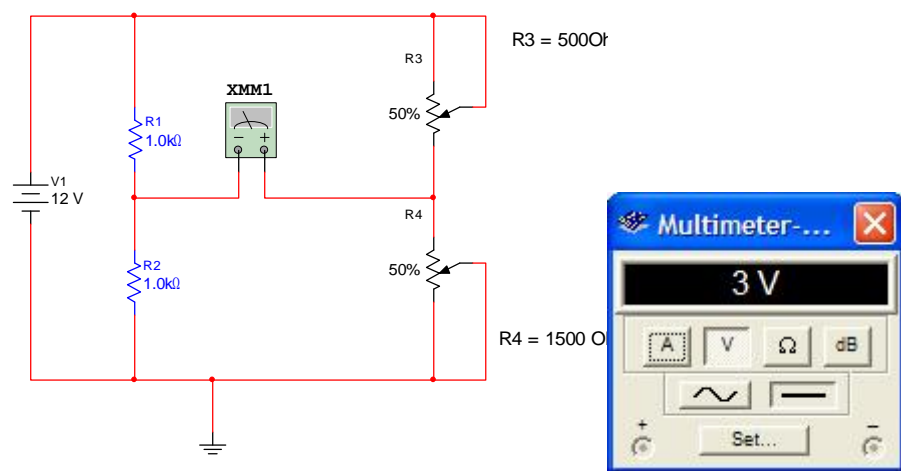 R3 = 500Oh
R3
XMM1
50%
R1
1.0kΩ
V1
12 V
R4
R2
1.0kΩ
50%
R4 = 1500 O
Multimeter-...
3 V
A V Ω dB
+ Set... −